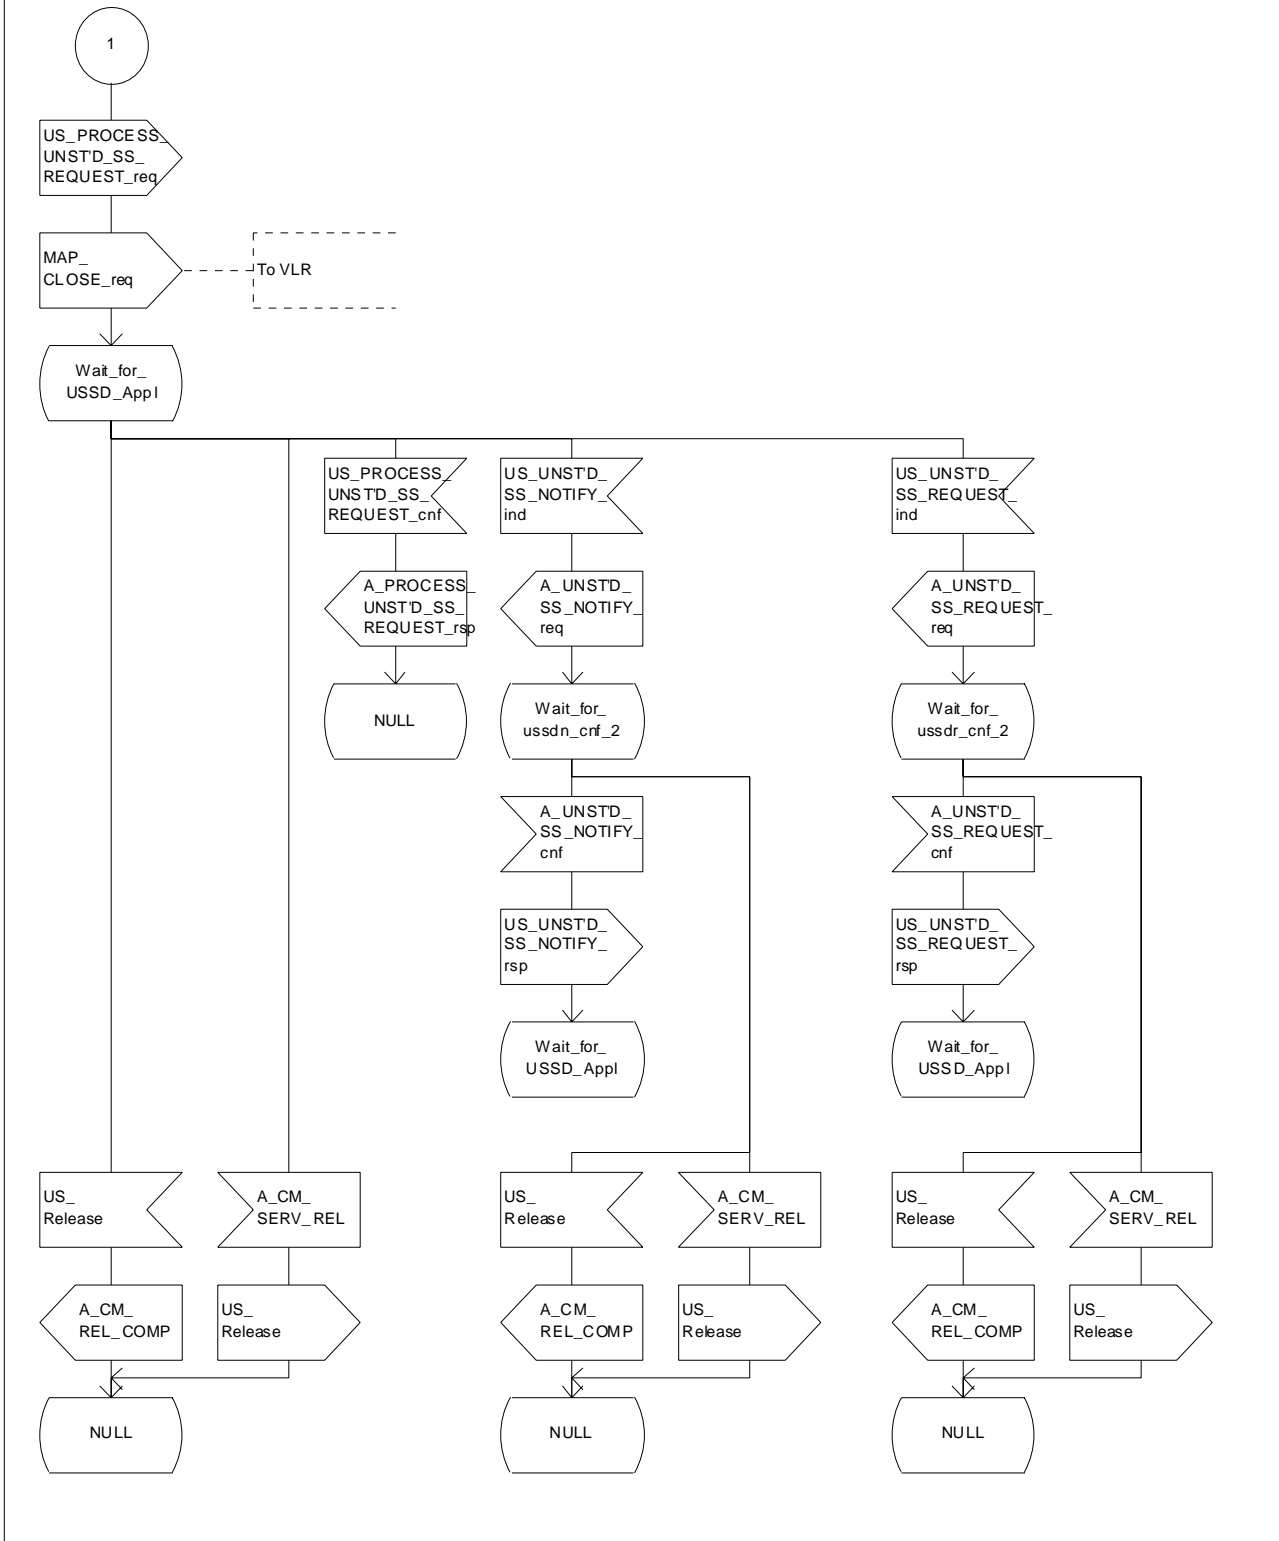 1
US_PROCESS_
UNST'D_SS_
REQUEST_req
MAP_
CLOSE_req
To VLR
Wait_for_
USSD_Appl
US_PROCESS_
UNST'D_SS_
REQUEST_cnf
US_UNST'D_
SS_NOTIFY_
ind
US_UNST'D_
SS_REQUEST_
ind
A_PROCESS_
UNST'D_SS_
REQUEST_rsp
A_UNST'D_
SS_NOTIFY_
req
A_UNST'D_
SS_REQUEST_
req
NULL
Wait_for_
ussdn_cnf_2
Wait_for_
ussdr_cnf_2
A_UNST'D_
SS_NOTIFY_
cnf
A_UNST'D_
SS_REQUEST_
cnf
US_UNST'D_
SS_NOTIFY_
rsp
US_UNST'D_
SS_REQUEST_
rsp
Wait_for_
USSD_Appl
Wait_for_
USSD_Appl
US_
Release
A_CM_
SERV_REL
US_
Release
A_CM_
SERV_REL
US_
Release
A_CM_
SERV_REL
A_CM_
REL_COMP
US_
Release
A_CM_
REL_COMP
US_
Release
A_CM_
REL_COMP
US_
Release
NULL
NULL
NULL